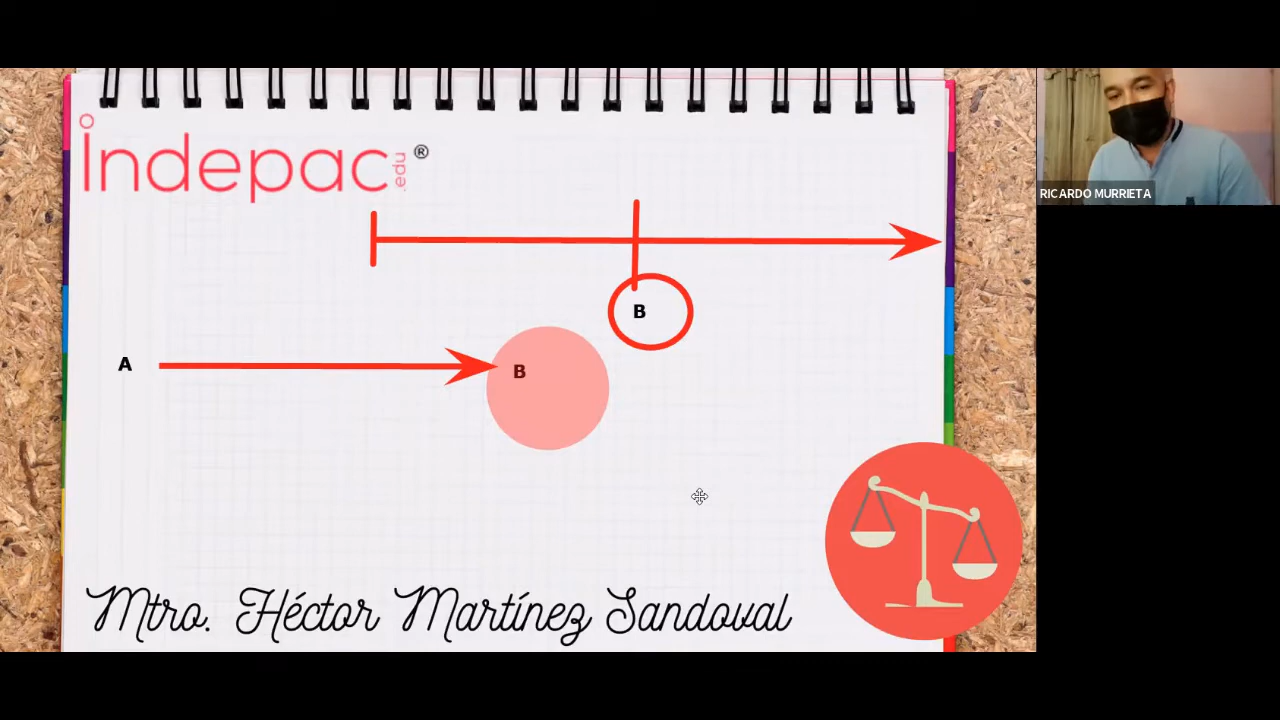 indepac.edu ®
RICARDO MURRIETA
B
A
B
Mtro. Héctor Martínez Sandoval